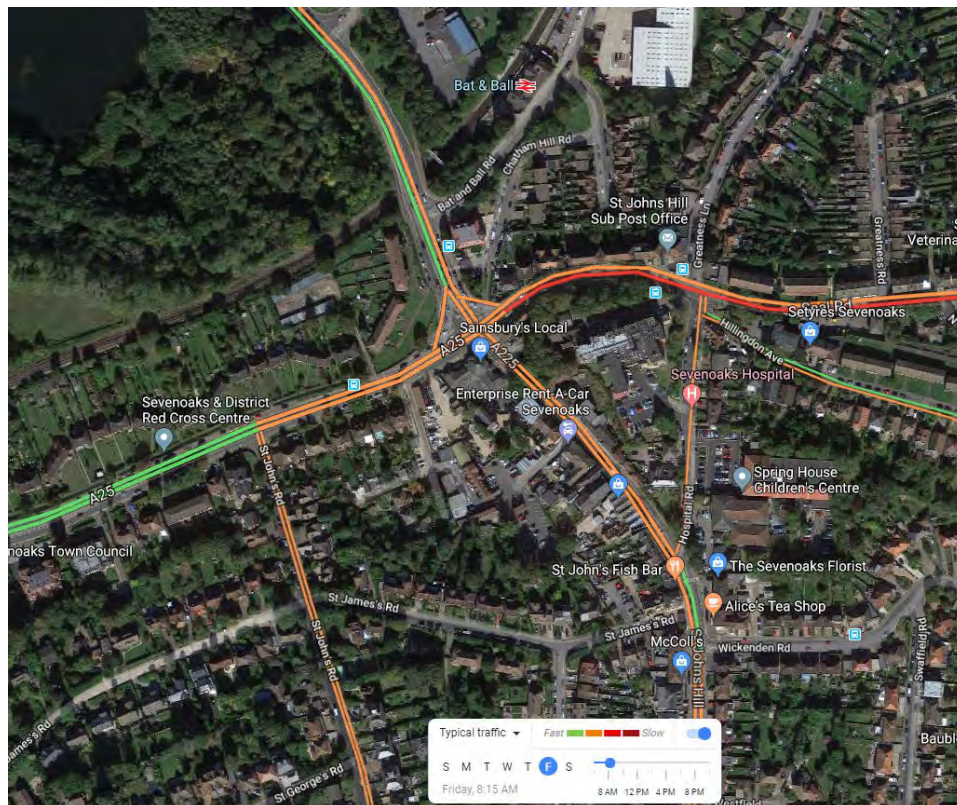 Bat & Ball
Bat and Ball Rd
Chatham Hill Rd
St Johns Hill
Sub Post Office
Greatness Ln
Greatness Rd
Veterina
Seal Rd
Setyres Sevenoaks
Hillingdon Ave
Sainsbury's Local
A25
A225
Sevenoaks Hospital
Enterprise Rent-A-Car
Sevenoaks
Sevenoaks & District
Red Cross Centre
St John's Rd
A25
Spring House
Children's Centre
Hospital Rd
noaks Town Council
St John's Fish Bar
The Sevenoaks Florist
St James's Rd
Alice's Tea Shop
St James's Rd
St John's Rd
McColl's
St Johns Hill
Wickenden Rd
Swaffield Rd
James's Rd
St George's Rd
Baubl
Typical traffic
Fast
Slow
S M T W T F S
Friday, 8:15 AM
8 AM 12 PM 4 PM 8 PM
Westfield